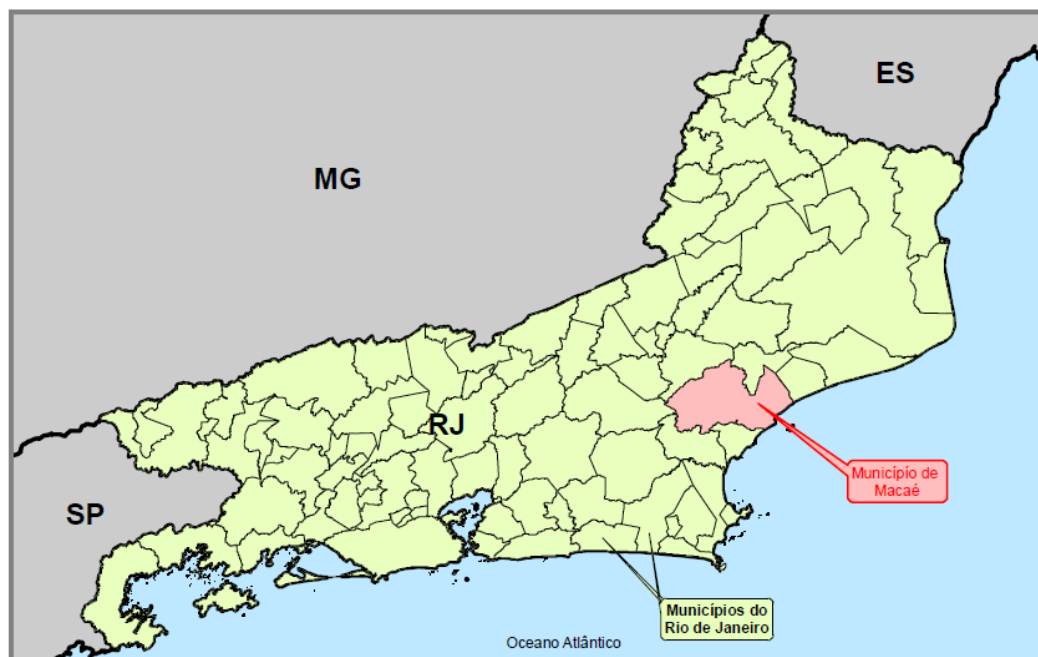 ES
MG
RJ
Município de
Macaé
SP
Municípios do
Rio de Janeiro
Oceano Atlântico